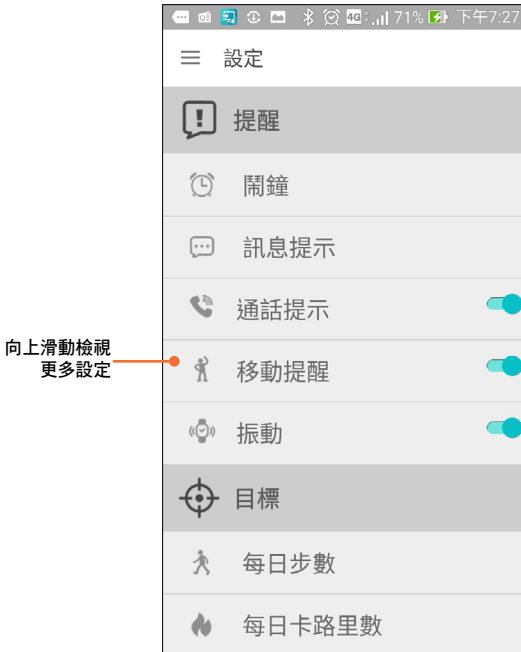 4G 71% 下午7:27
設定
提醒
鬧鐘
訊息提示
通話提示
向上滑動檢視
更多設定
移動提醒
振動
目標
每日步數
每日卡路里數